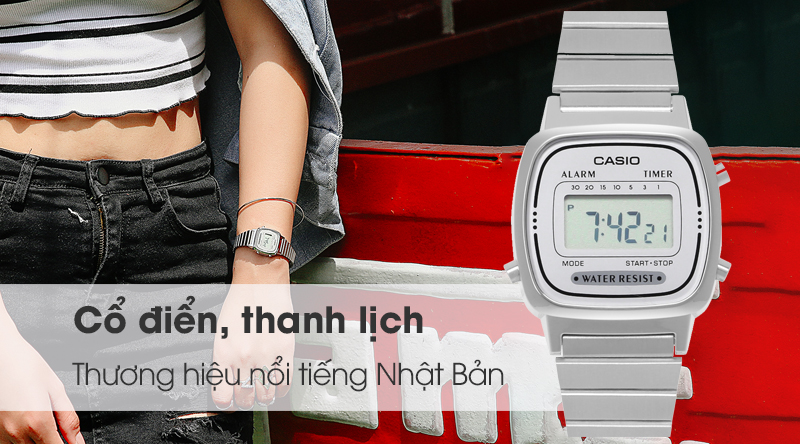 Cổ điển, thanh lịch
Thương hiệu nổi tiếng Nhật Bản
CASIO
ALARM TIMER
30 20 15 10 5 3 1
P
7:42 21
MODE START·STOP
WATER RESIST